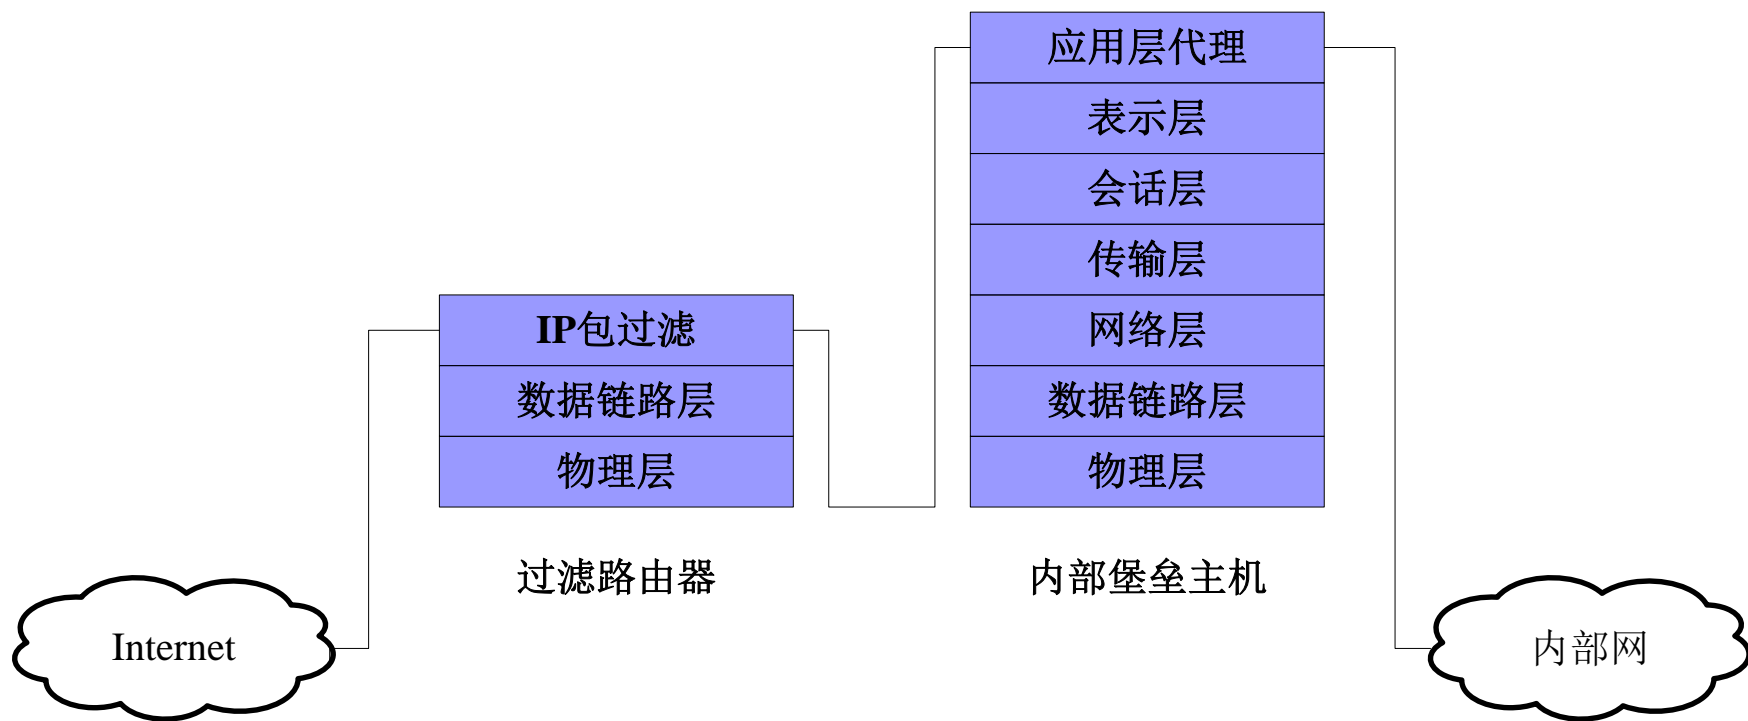 应用层代理
表示层
会话层
传输层
网络层
数据链路层
物理层
IP包过滤
数据链路层
物理层
过滤路由器
内部堡垒主机
Internet
内部网